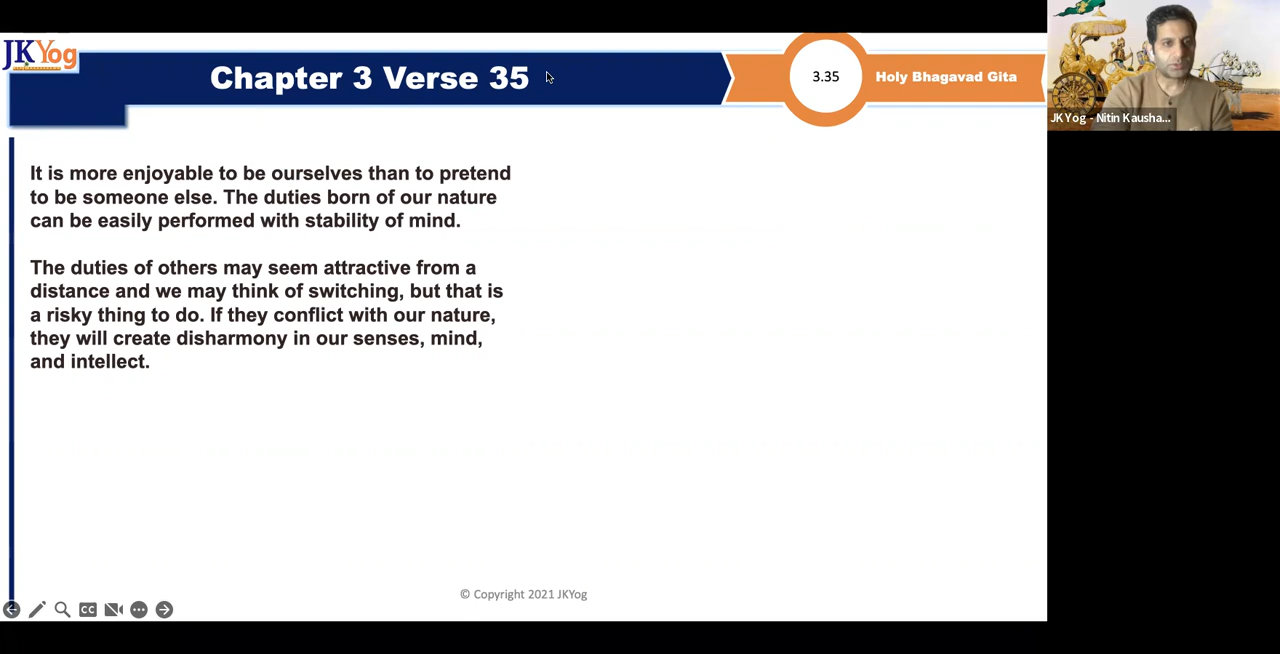 JKYog
Chapter 3 Verse 35
3.35
Holy Bhagavad Gita
JKYog - Nitin Kausha...
It is more enjoyable to be ourselves than to pretend
to be someone else. The duties born of our nature
can be easily performed with stability of mind.
The duties of others may seem attractive from a
distance and we may think of switching, but that is
a risky thing to do. If they conflict with our nature,
they will create disharmony in our senses, mind,
and intellect.
© Copyright 2021 JKYog
CC